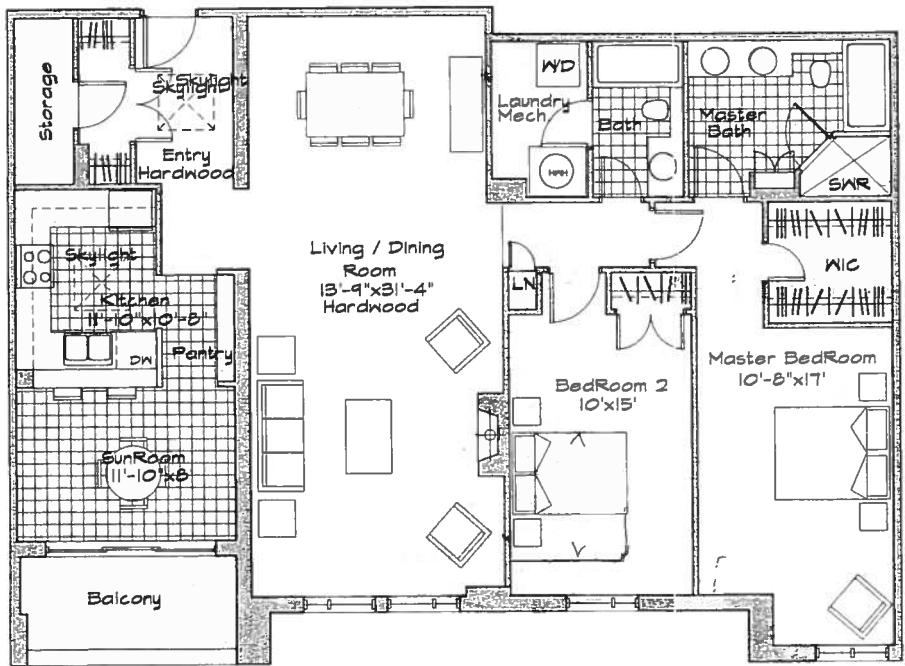 Storage
Skylight
Skylight
Entry
Hardwood
WD
Laundry
Mech.
HWH
Bath
Master
Bath
SWR
Skylight
Kitchen
11'-10"x10'-8"
DW
Pantry
Living / Dining
Room
13'-9"x31'-4"
Hardwood
LN
WIC
BedRoom 2
10'x15'
Master BedRoom
10'-8"x17'
SunRoom
11'-10"x8'
Balcony